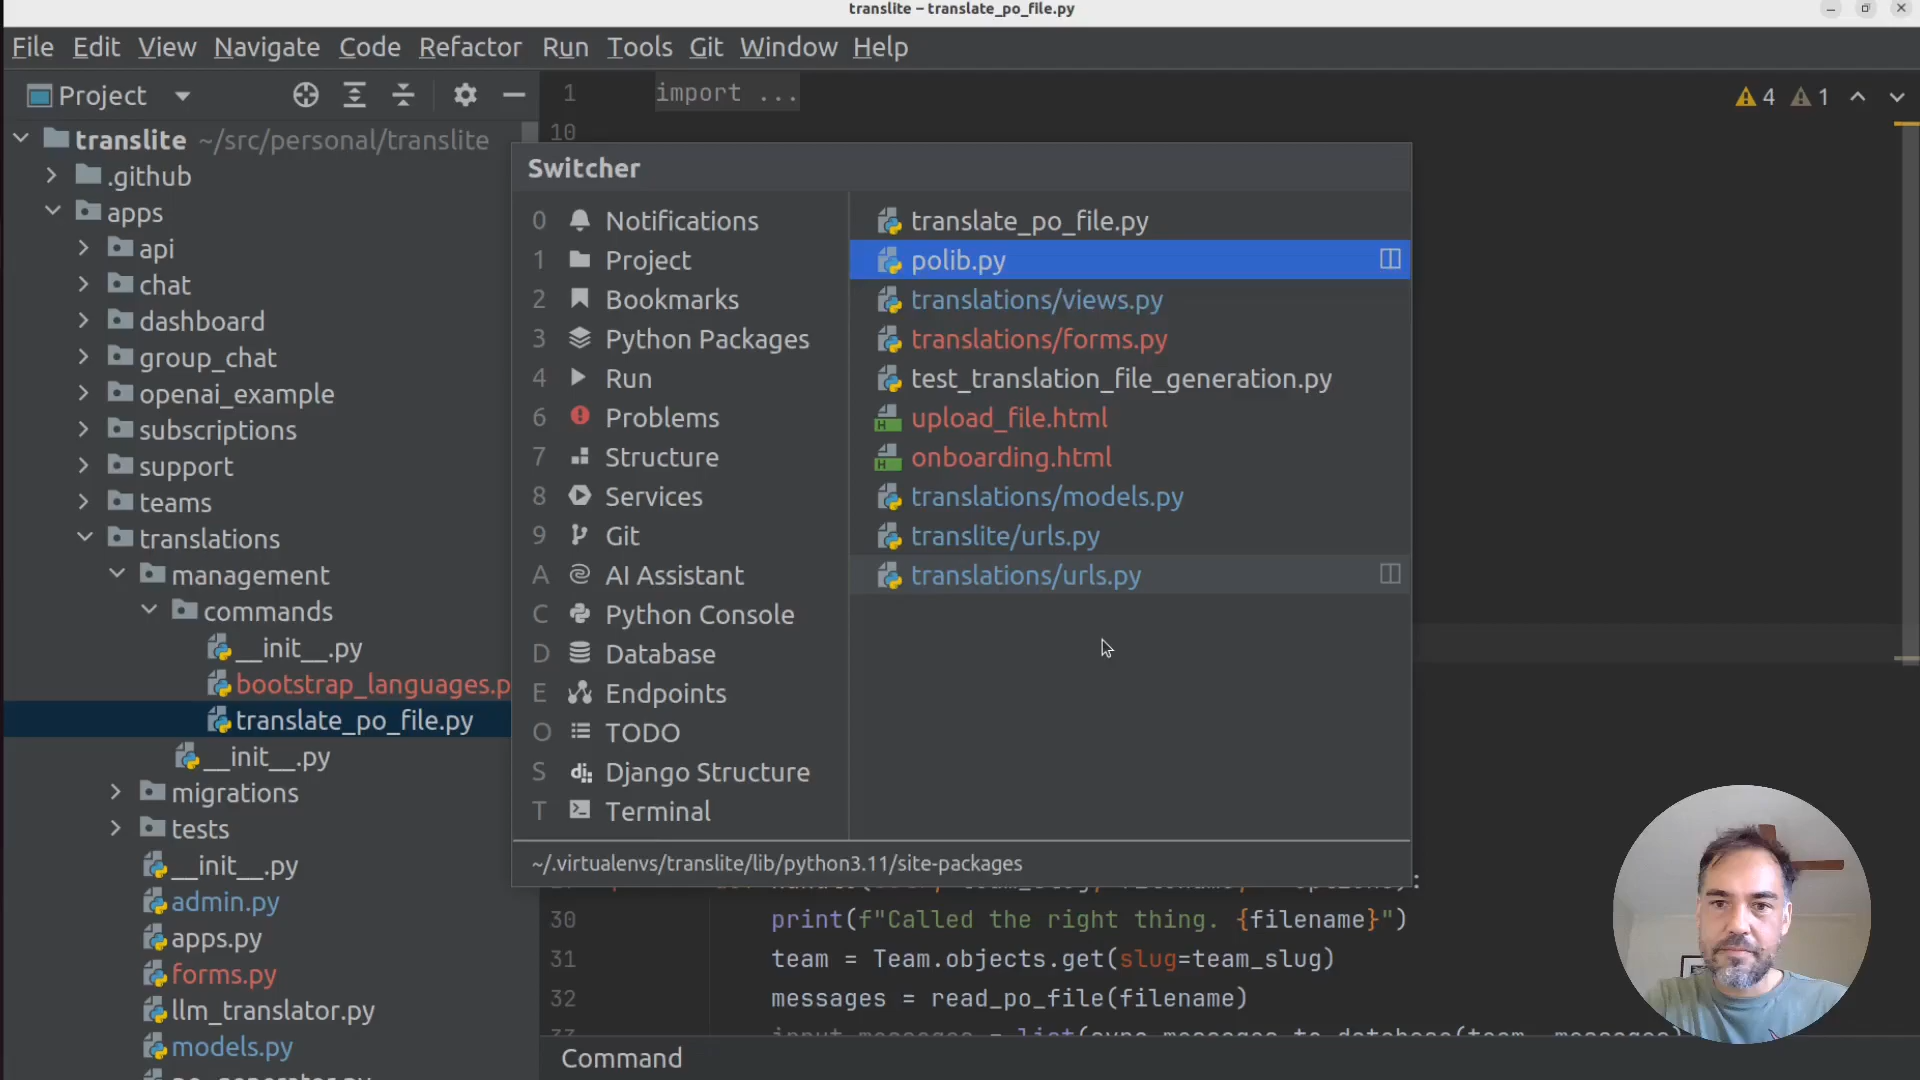 translite – translate_po_file.py
File Edit View Navigate Code Refactor Run Tools Git Window Help
Project
translite ~/src/personal/translite
.github
apps
api
chat
dashboard
group_chat
openai_example
subscriptions
support
teams
translations
management
commands
__init__.py
bootstrap_languages.p
translate_po_file.py
__init__.py
migrations
tests
__init__.py
admin.py
apps.py
forms.py
llm_translator.py
models.py
1 import ...
4 1
10
Switcher
0 Notifications
1 Project
2 Bookmarks
3 Python Packages
4 Run
6 Problems
7 Structure
8 Services
9 Git
A AI Assistant
C Python Console
D Database
E Endpoints
O TODO
S Django Structure
T Terminal
translate_po_file.py
polib.py
translations/views.py
translations/forms.py
test_translation_file_generation.py
upload_file.html
onboarding.html
translations/models.py
translite/urls.py
translations/urls.py
~/.virtualenvs/translite/lib/python3.11/site-packages
30 print(f"Called the right thing. {filename}")
31 team = Team.objects.get(slug=team_slug)
32 messages = read_po_file(filename)
Command